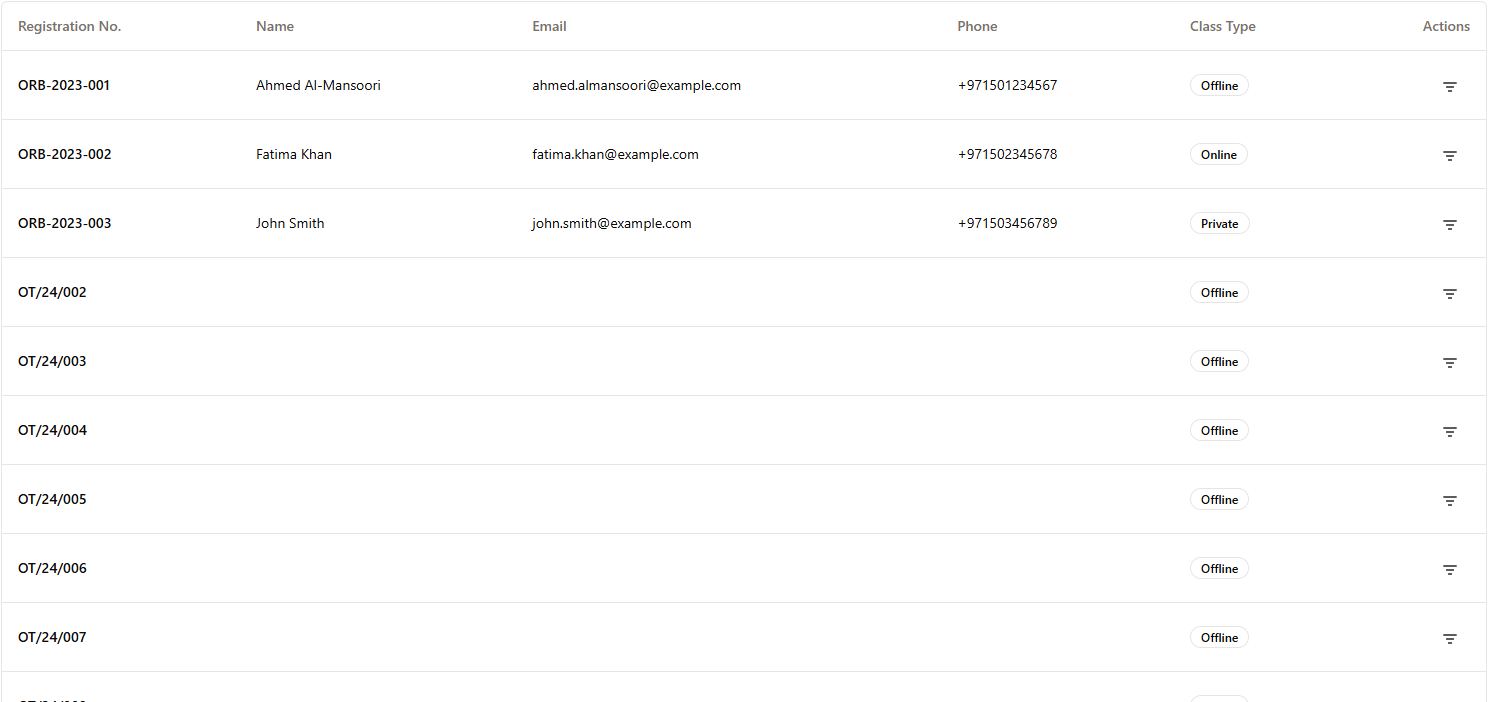 Registration No. Name Email Phone Class Type Actions
ORB-2023-001 Ahmed Al-Mansoori ahmed.almansoori@example.com +971501234567 Offline
ORB-2023-002 Fatima Khan fatima.khan@example.com +971502345678 Online
ORB-2023-003 John Smith john.smith@example.com +971503456789 Private
OT/24/002 Offline
OT/24/003 Offline
OT/24/004 Offline
OT/24/005 Offline
OT/24/006 Offline
OT/24/007 Offline